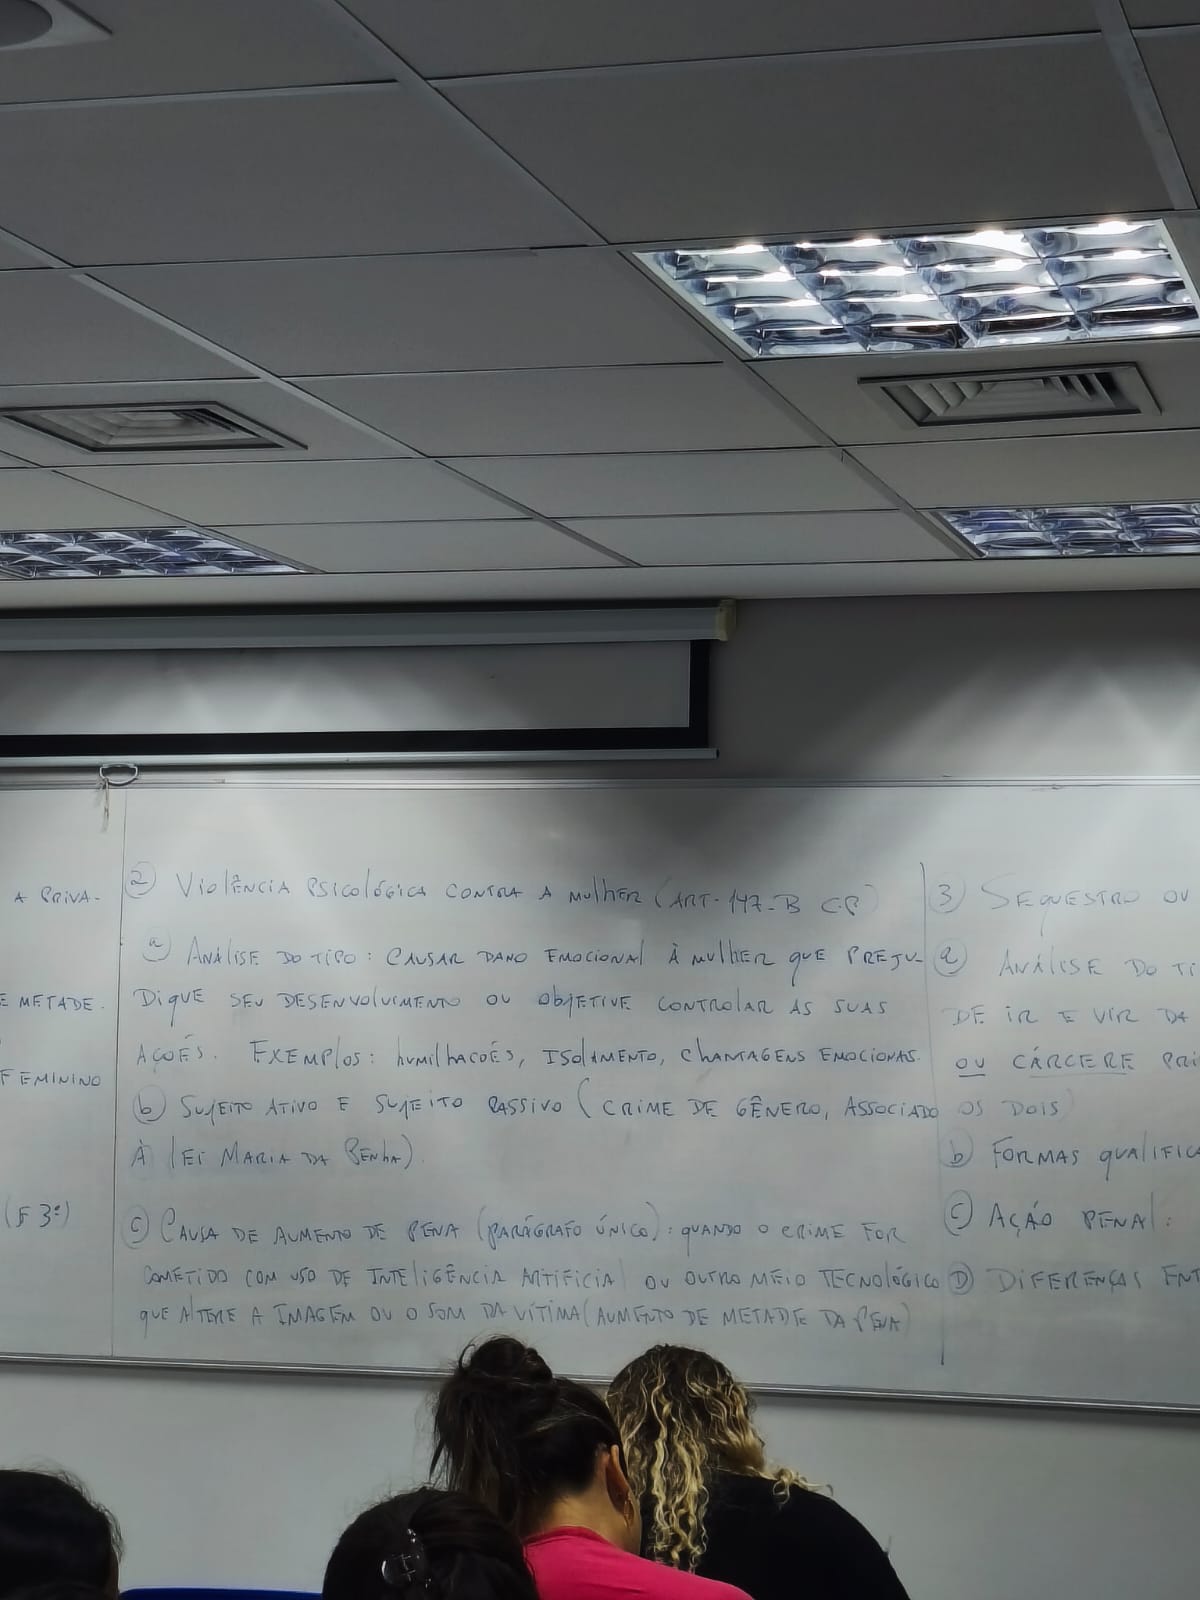 A PRIVA-
E METADE.
FEMININO
(§ 3º)
2 VIOLÊNCIA PSICOLÓGICA CONTRA A MULHER (ART. 147-B CP)
a ANÁLISE DO TIPO: CAUSAR DANO EMOCIONAL À MULHER QUE PREJU-
DIQUE SEU DESENVOLVIMENTO OU OBJETIVE CONTROLAR AS SUAS
AÇOÉS. EXEMPLOS: HUMILHACOÉS, ISOLAMENTO, CHANTAGENS EMOCIONAIS.
b SUJEITO ATIVO E SUJEITO PASSIVO (CRIME DE GÊNERO, ASSOCIADO
À LEI MARIA DA PENHA).
C CAUSA DE AUMENTO DE PENA (PARÁGRAFO ÚNICO): QUANDO O CRIME FOR
COMETIDO COM USO DE INTELIGÊNCIA ARTIFICIAL OU OUTRO MEIO TECNOLÓGICO
QUE ALTERE A IMAGEM OU O SOM DA VÍTIMA (AUMENTO DE METADE DA PENA)
3 SEQUESTRO OU
a ANÁLISE DO TI
DE IR E VIR DA
OU CÁRCERE PRI
OS DOIS)
b FORMAS QUALIFICA
C AÇÃO PENAL:
D DIFERENÇAS ENT